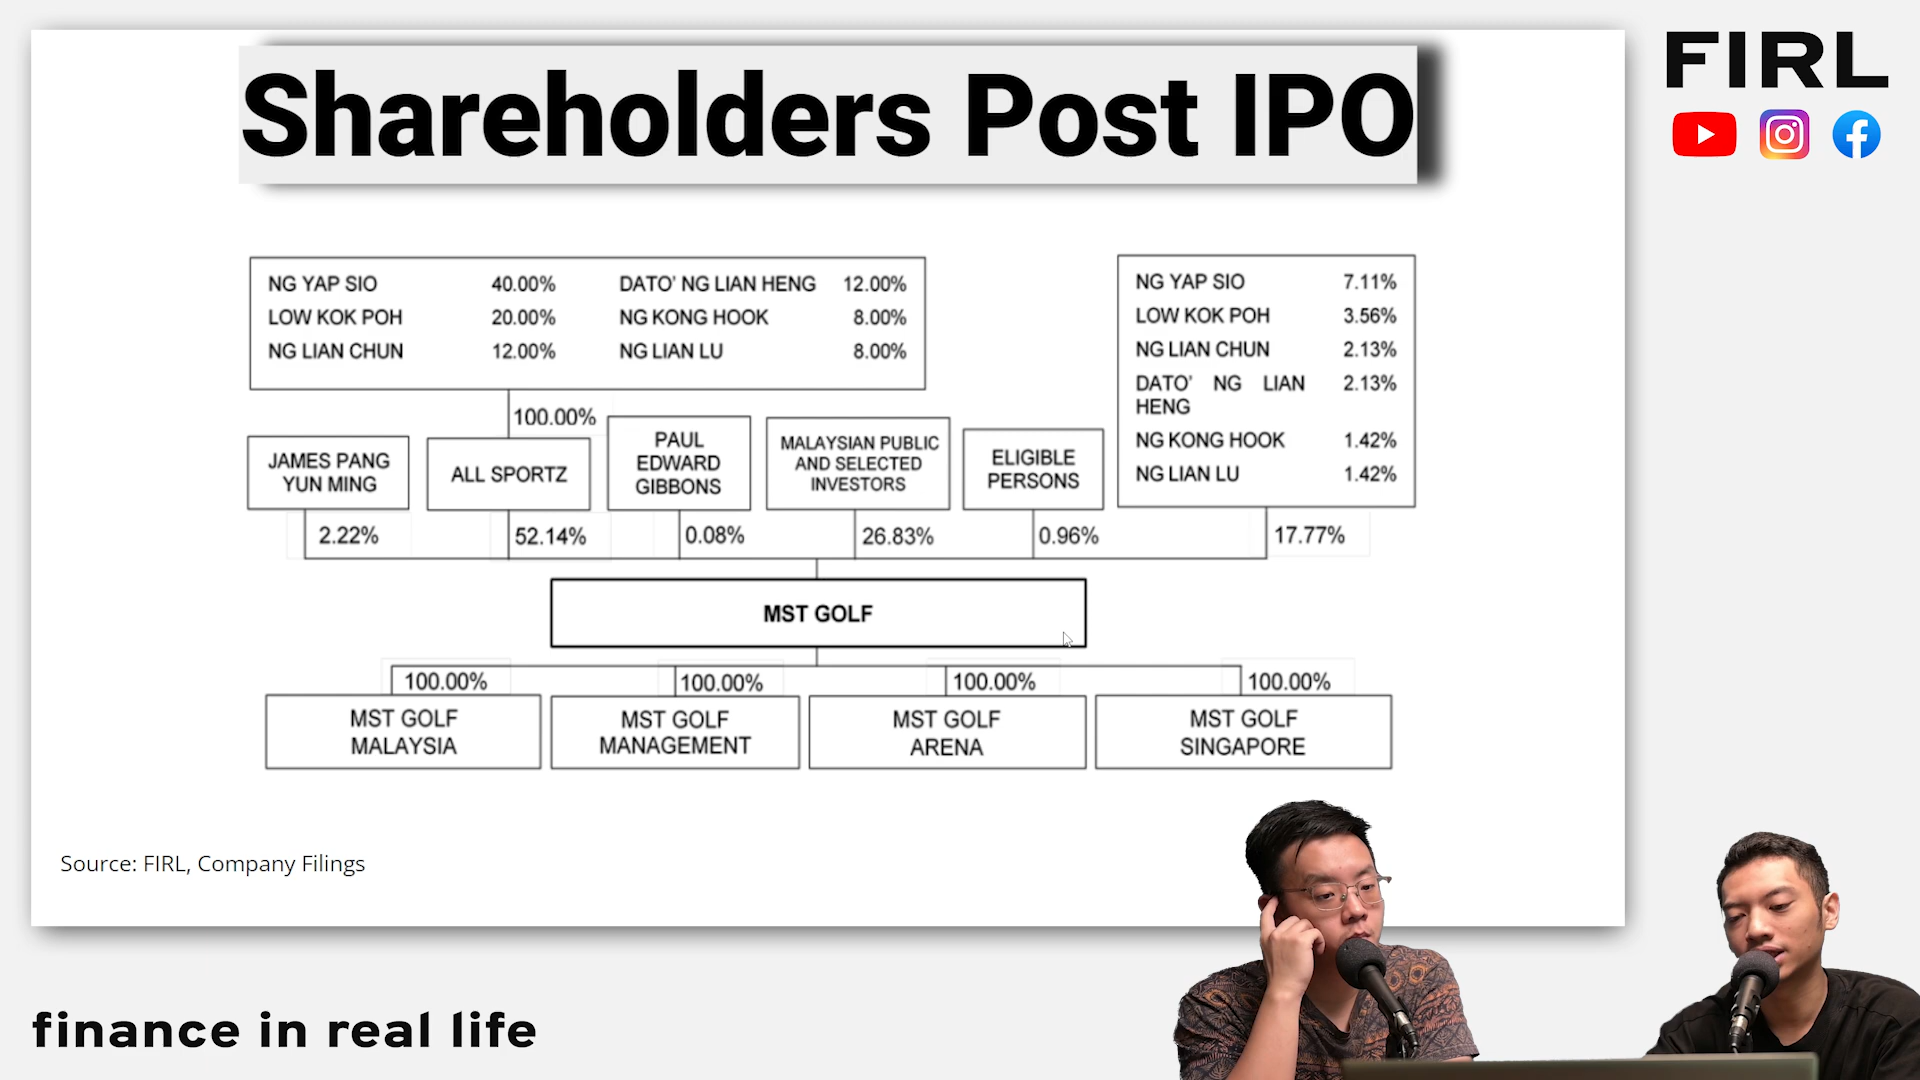 Shareholders Post IPO
FIRL
NG YAP SIO 40.00% DATO' NG LIAN HENG 12.00%
LOW KOK POH 20.00% NG KONG HOOK 8.00%
NG LIAN CHUN 12.00% NG LIAN LU 8.00%
NG YAP SIO 7.11%
LOW KOK POH 3.56%
NG LIAN CHUN 2.13%
DATO' NG LIAN 2.13%
HENG
NG KONG HOOK 1.42%
NG LIAN LU 1.42%
100.00%
JAMES PANG
YUN MING
ALL SPORTZ
PAUL
EDWARD
GIBBONS
MALAYSIAN PUBLIC
AND SELECTED
INVESTORS
ELIGIBLE
PERSONS
2.22% 52.14% 0.08% 26.83% 0.96% 17.77%
MST GOLF
100.00% 100.00% 100.00% 100.00%
MST GOLF
MALAYSIA
MST GOLF
MANAGEMENT
MST GOLF
ARENA
MST GOLF
SINGAPORE
Source: FIRL, Company Filings
finance in real life